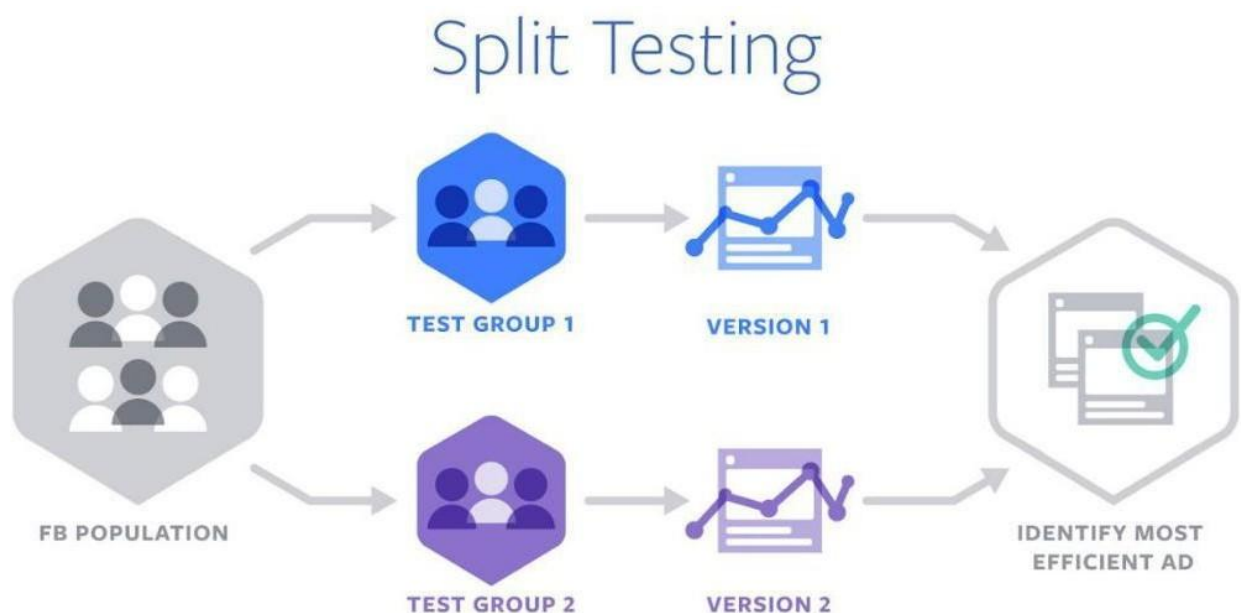 Split Testing
TEST GROUP 1
VERSION 1
FB POPULATION
IDENTIFY MOST
EFFICIENT AD
TEST GROUP 2
VERSION 2